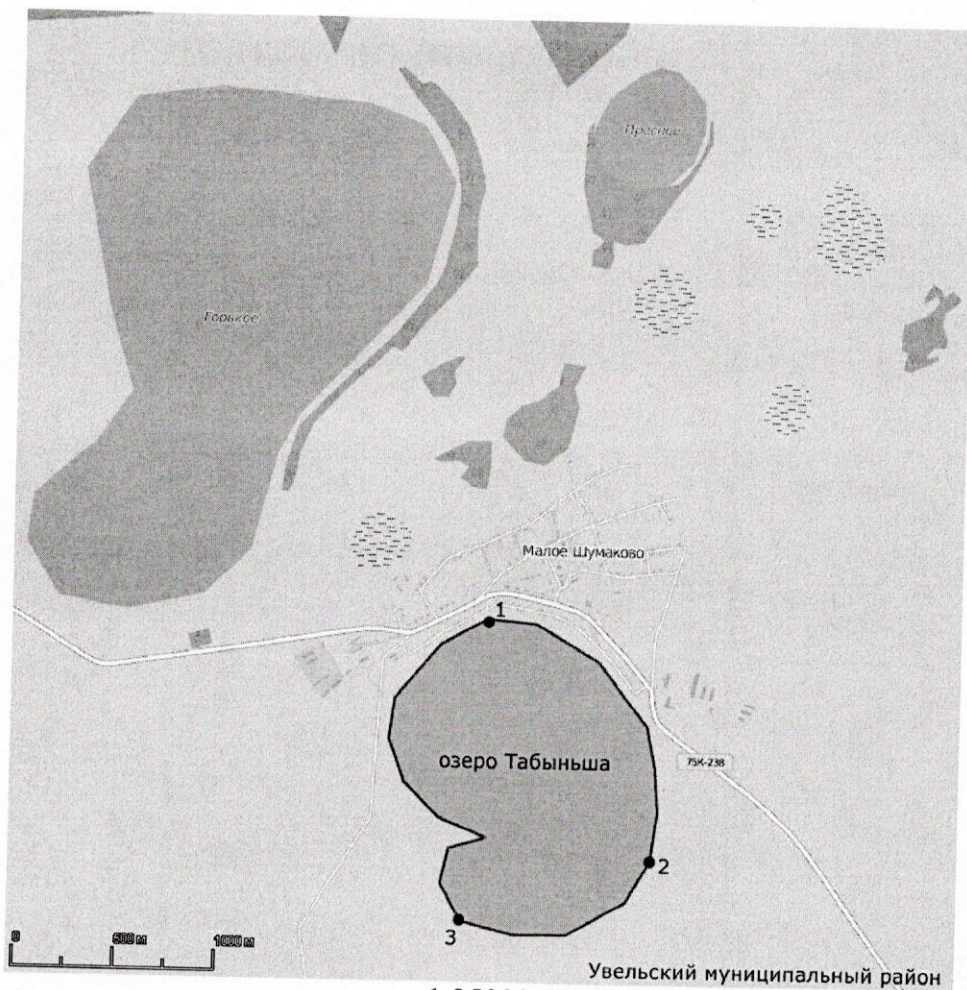 Пресное
Горькое
Малое Шумаково
1
озеро Табыньша
75К-238
2
3
0 500 м 1000 м
Увельский муниципальный район